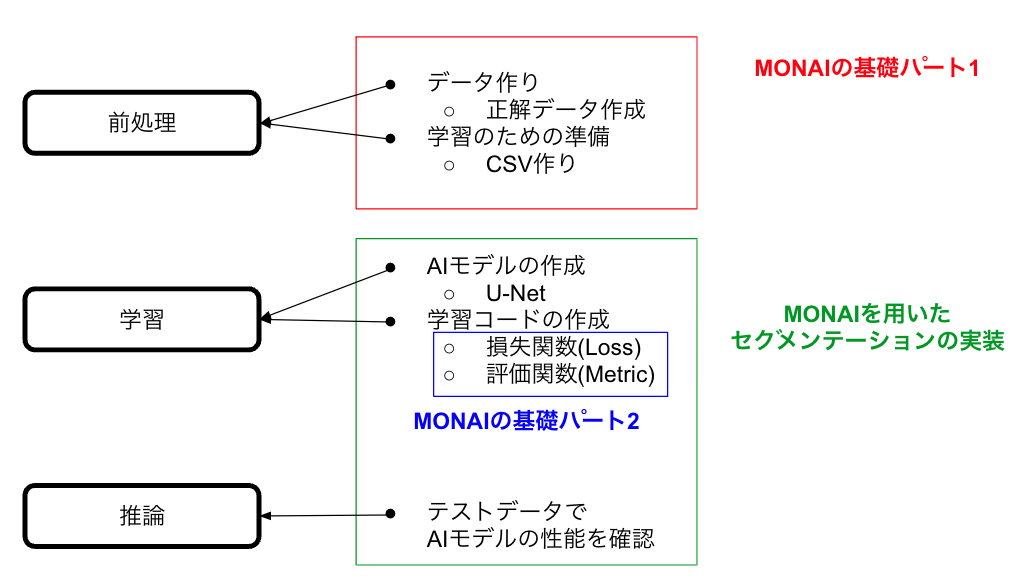 MONAIの基礎パート1
前処理
データ作り
正解データ作成
学習のための準備
CSV作り
学習
AIモデルの作成
U-Net
学習コードの作成
損失関数(Loss)
評価関数(Metric)
MONAIの基礎パート2
MONAIを用いた
セグメンテーションの実装
推論
テストデータで
AIモデルの性能を確認